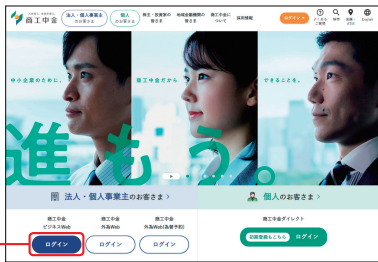 商工中金
法人・個人事業主
のお客さま
個人
のお客さま
株主・投資家の
皆さま
地域金融機関の
皆さま
商工中金に
ついて
採用情報
ログイン
よくある
ご質問
検索
店舗・
ATM
English
中小企業のために、
商工中金だから
できることを。
進もう。
法人・個人事業主のお客さま >
個人のお客さま >
商工中金
ビジネスWeb
商工中金
外為Web
商工中金
外為Web(為替予約)
商工中金ダイレクト
ログイン
ログイン
ログイン
初期登録もこちら ログイン